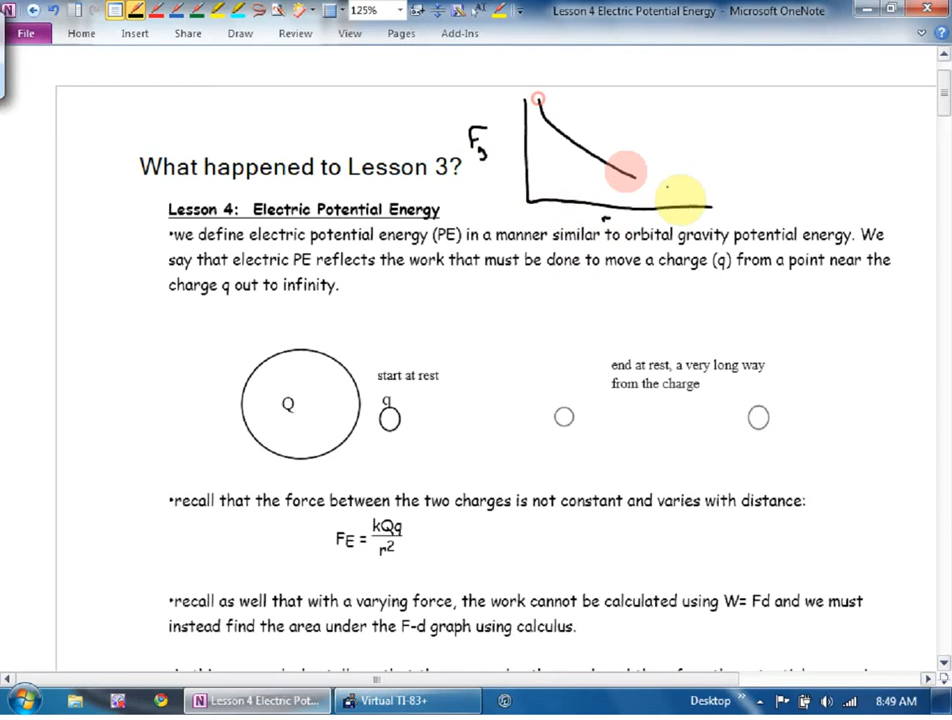 125%
Lesson 4 Electric Potential Energy - Microsoft OneNote
File Home Insert Share Draw Review View Pages Add-Ins
Fg
What happened to Lesson 3?
r
Lesson 4: Electric Potential Energy
•we define electric potential energy (PE) in a manner similar to orbital gravity potential energy. We
say that electric PE reflects the work that must be done to move a charge (q) from a point near the
charge q out to infinity.
end at rest, a very long way
from the charge
start at rest
Q
q
•recall that the force between the two charges is not constant and varies with distance:
FE = kQq
r2
•recall as well that with a varying force, the work cannot be calculated using W= Fd and we must
instead find the area under the F-d graph using calculus.
Lesson 4 Electric Pot... Virtual TI-83+ Desktop 8:49 AM